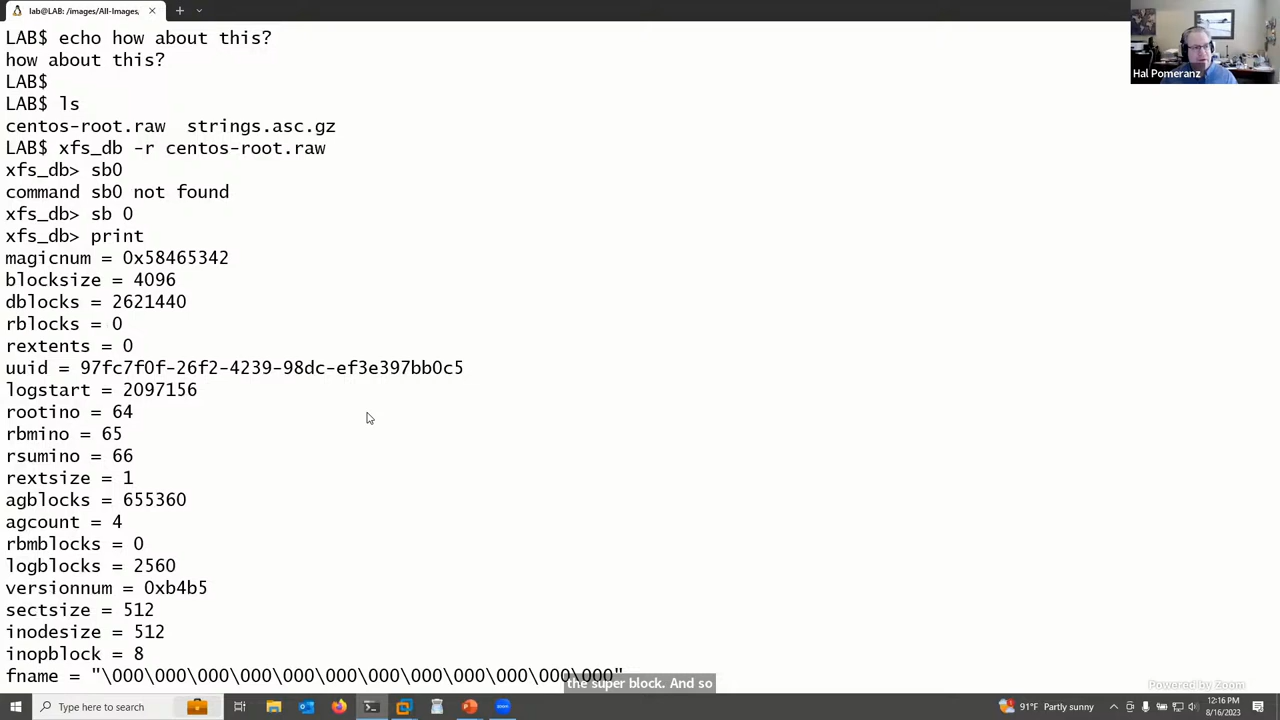 lab@LAB: /images/All-Images,
LAB$ echo how about this?
how about this?
LAB$
LAB$ ls
centos-root.raw  strings.asc.gz
LAB$ xfs_db -r centos-root.raw
xfs_db> sb0
command sb0 not found
xfs_db> sb 0
xfs_db> print
magicnum = 0x58465342
blocksize = 4096
dblocks = 2621440
rblocks = 0
rextents = 0
uuid = 97fc7f0f-26f2-4239-98dc-ef3e397bb0c5
logstart = 2097156
rootino = 64
rbmino = 65
rsumino = 66
rextsize = 1
agblocks = 655360
agcount = 4
rbmblocks = 0
logblocks = 2560
versionnum = 0xb4b5
sectsize = 512
inodesize = 512
inopblock = 8
fname = "\000\000\000\000\000\000\000\000\000\000\000\000"
the super block. And so
Hal Pomeranz
Powered by Zoom
Type here to search
91°F Partly sunny
12:16 PM
8/16/2023